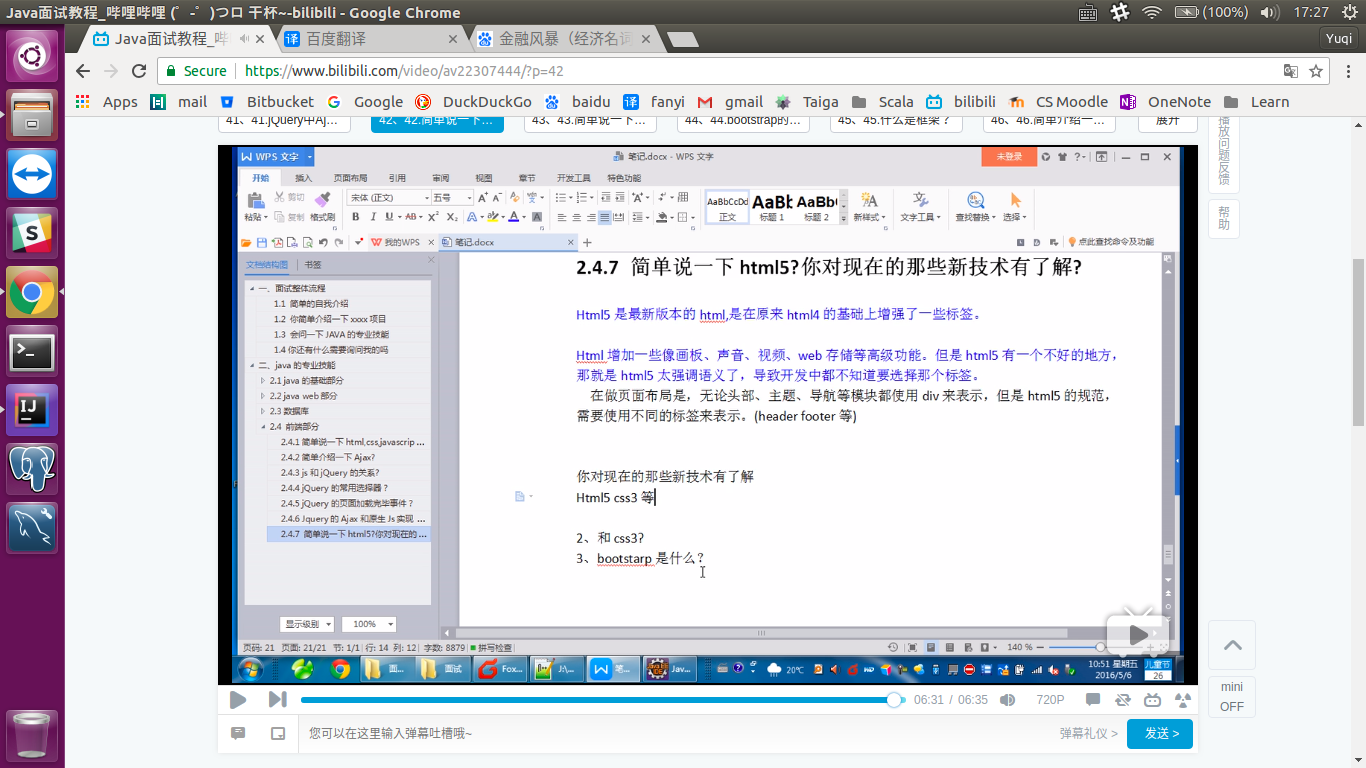 Java面试教程_哔哩哔哩 (゜-゜)つロ 干杯~-bilibili - Google Chrome
(100%) 17:27
Java面试教程_哔 百度翻译 金融风暴（经济名词 Yuqi
Secure https://www.bilibili.com/video/av22307444/?p=42
Apps mail Bitbucket Google DuckDuckGo baidu fanyi gmail Taiga Scala bilibili CS Moodle OneNote Learn
41、41.jQuery中Aj... 42、42.简单说一下... 43、43.简单说一下... 44、44.bootstrap的... 45、45.什么是框架？ 46、46.简单介绍一... 展开
播放问题反馈
帮助
WPS 文字 笔记.docx - WPS 文字 未登录
开始 插入 页面布局 引用 审阅 视图 章节 开发工具 特色功能
粘贴 剪切 复制 格式刷 宋体 (正文) 五号 AaBbCcDd 正文 AaBb 标题 1 AaBb( 标题 2 新样式 文字工具 查找替换 选择
我的WPS 笔记.docx 点此查找命令及功能
文档结构图 书签
一、面试整体流程
1.1 简单的自我介绍
1.2 你简单介绍一下 xxxx 项目
1.3 会问一下 JAVA 的专业技能
1.4 你还有什么需要询问我的吗
二、java 的专业技能
2.1 java 的基础部分
2.2 java web 部分
2.3 数据库
2.4 前端部分
2.4.1 简单说一下 html,css,javascrip ...
2.4.2 简单介绍一下 Ajax?
2.4.3 js 和 jQuery 的关系?
2.4.4 jQuery 的常用选择器？
2.4.5 jQuery 的页面加载完毕事件？
2.4.6 Jquery 的 Ajax 和原生 Js 实现 ...
2.4.7 简单说一下 html5?你对现在的 ...
显示级别 100%
2.4.7 简单说一下 html5?你对现在的那些新技术有了解?
Html5 是最新版本的 html,是在原来 html4 的基础上增强了一些标签。
Html 增加一些像画板、声音、视频、web 存储等高级功能。但是 html5 有一个不好的地方，
那就是 html5 太强调语义了，导致开发中都不知道要选择那个标签。
在做页面布局是，无论头部、主题、导航等模块都使用 div 来表示，但是 html5 的规范，
需要使用不同的标签来表示。(header footer 等)
你对现在的那些新技术有了解
Html5 css3 等
2、和 css3?
3、bootstarp 是什么?
页码: 21 页面: 21/21 节: 1/1 行: 14 列: 12 字数: 8879 拼写检查 140 %
面... 面试 Fox... J:\... 笔... Java... 20℃ 10:51 星期五 2016/5/6 儿童节 26
06:31 / 06:35 720P
您可以在这里输入弹幕吐槽哦~ 弹幕礼仪 > 发送 >
mini
OFF